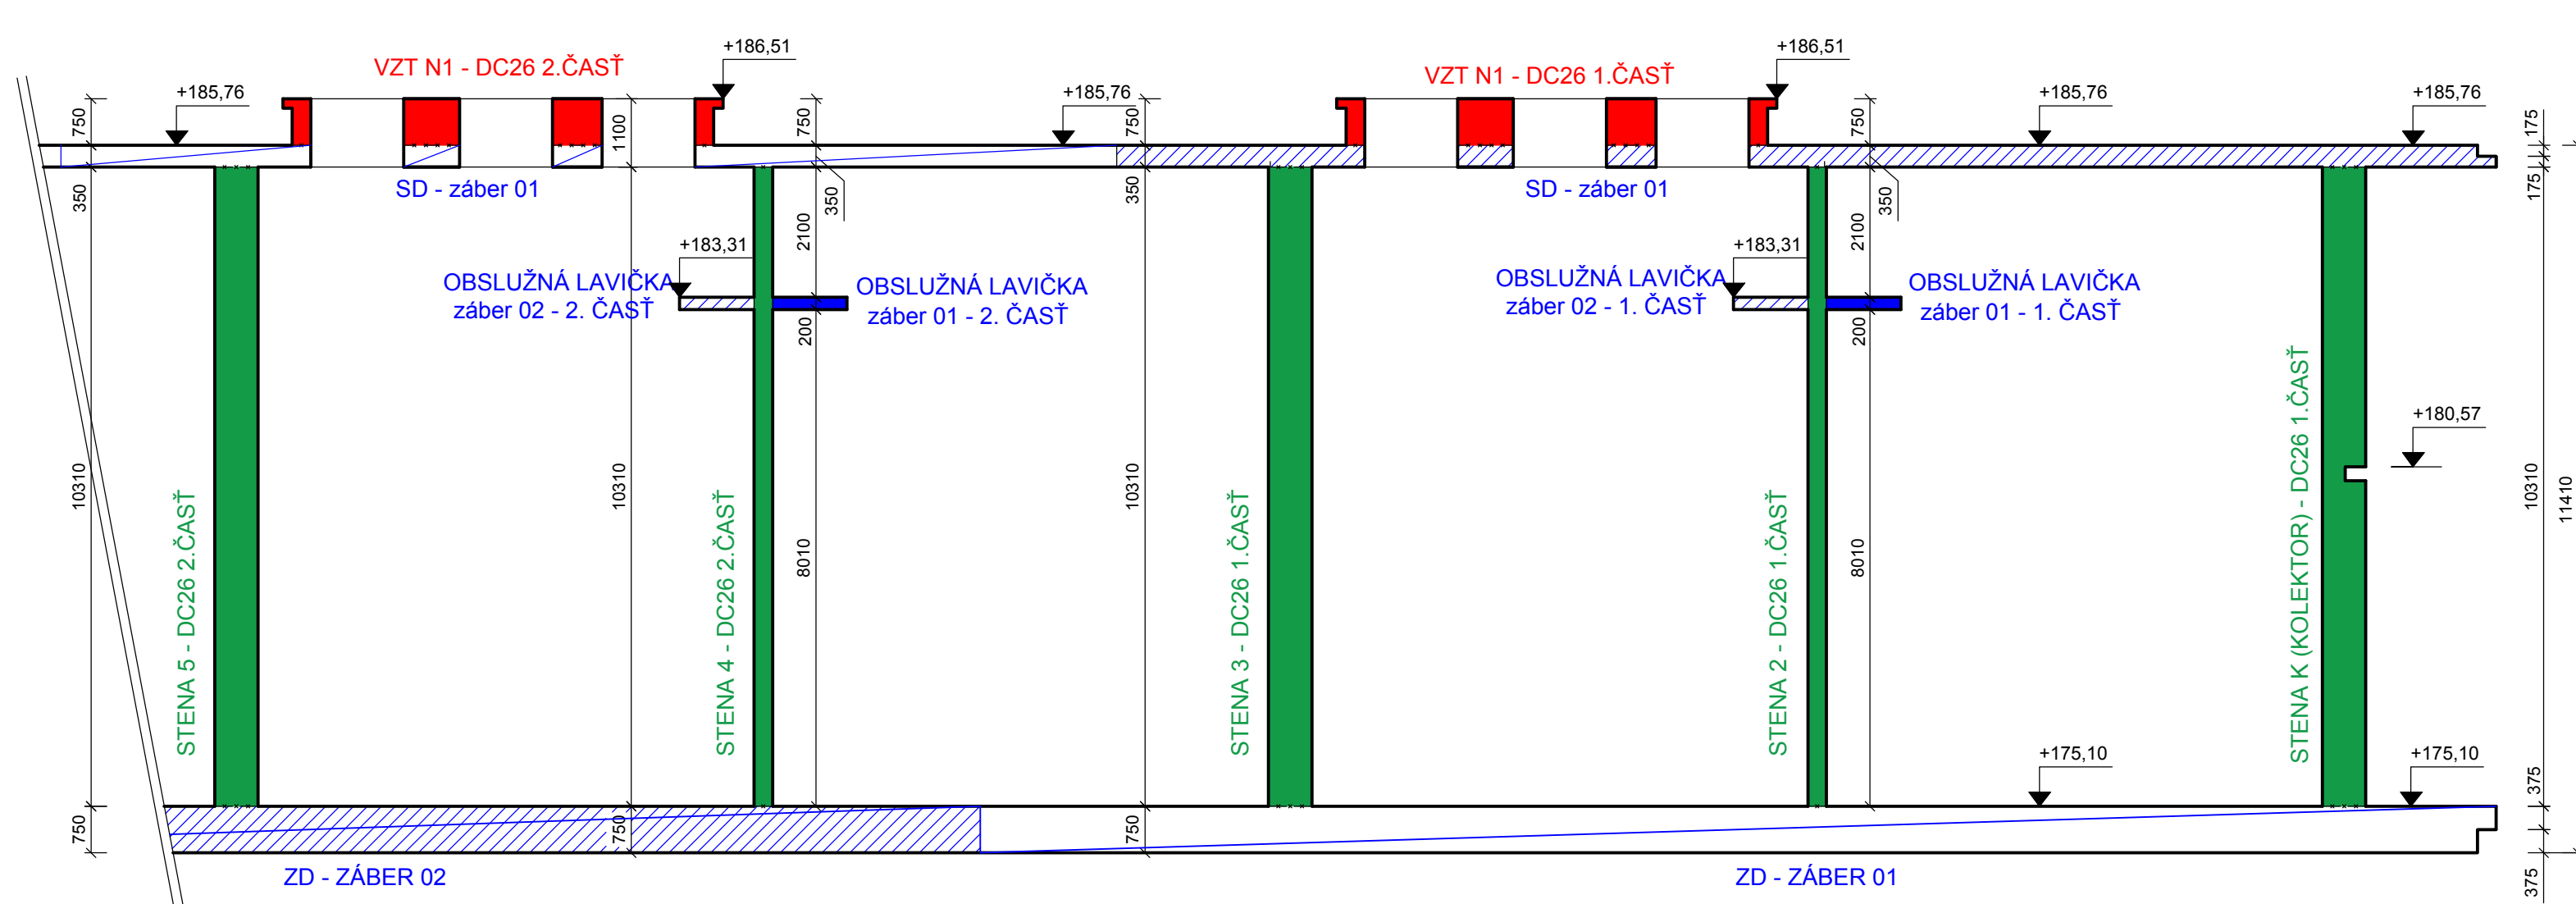 +186,51
+186,51
VZT N1 - DC26 2.ČASŤ
VZT N1 - DC26 1.ČASŤ
+185,76
+185,76
+185,76
+185,76
750
1100
750
750
750
175
SD - záber 01
SD - záber 01
350
350
350
350
175
2100
2100
+183,31
+183,31
OBSLUŽNÁ LAVIČKA
záber 02 - 2. ČASŤ
OBSLUŽNÁ LAVIČKA
záber 01 - 2. ČASŤ
OBSLUŽNÁ LAVIČKA
záber 02 - 1. ČASŤ
OBSLUŽNÁ LAVIČKA
záber 01 - 1. ČASŤ
200
200
+180,57
10310
10310
10310
10310
11410
8010
8010
STENA 5 - DC26 2.ČASŤ
STENA 4 - DC26 2.ČASŤ
STENA 3 - DC26 1.ČASŤ
STENA 2 - DC26 1.ČASŤ
STENA K (KOLEKTOR) - DC26 1.ČASŤ
+175,10
+175,10
375
750
750
750
375
ZD - ZÁBER 02
ZD - ZÁBER 01